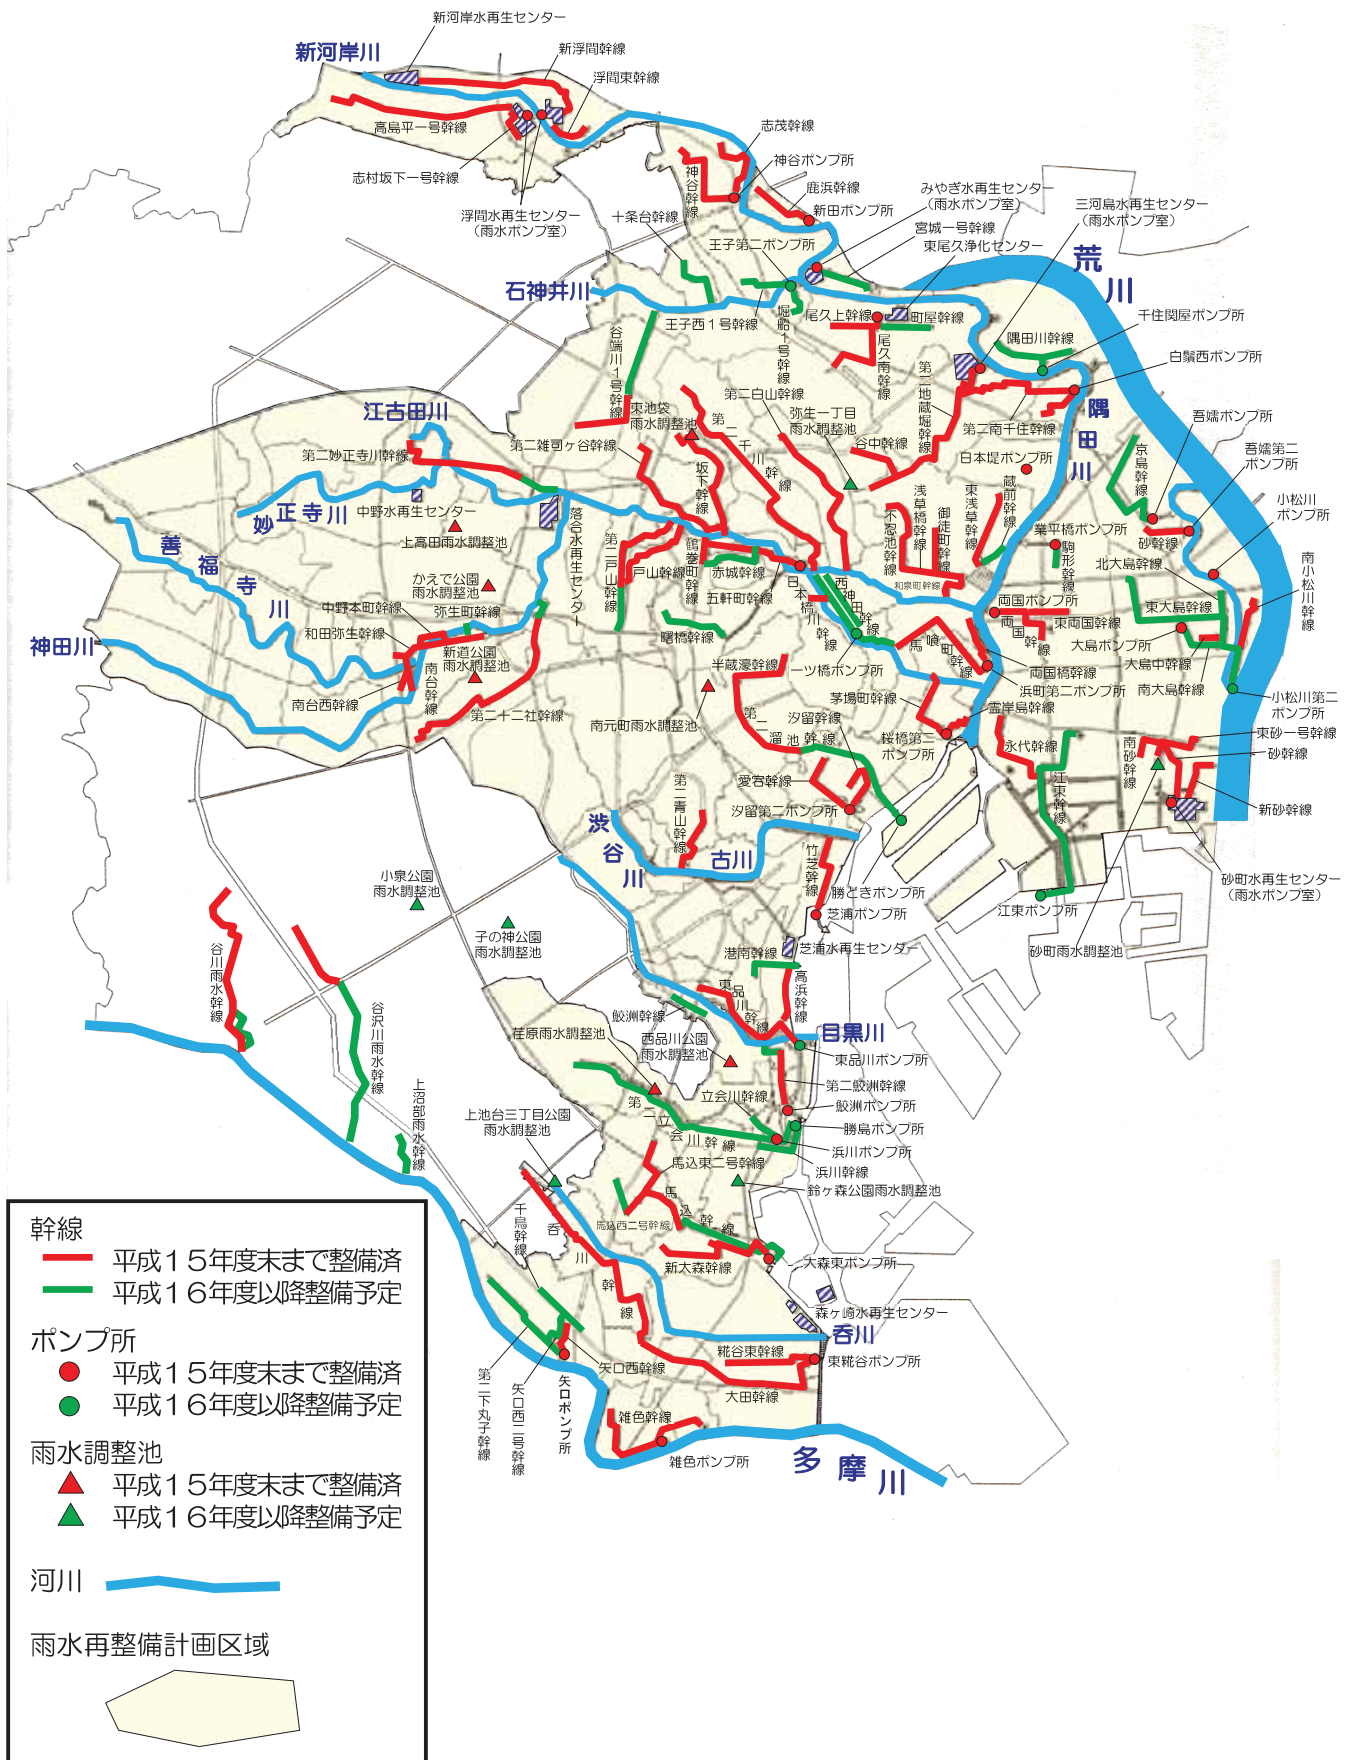 新河岸水再生センター
新河岸川
新浮間幹線
浮間東幹線
高島平一号幹線
志村坂下一号幹線
浮間水再生センター
（雨水ポンプ室）
志茂幹線
神谷ポンプ所
神谷幹線
鹿浜幹線
新田ポンプ所
みやぎ水再生センター
（雨水ポンプ室）
三河島水再生センター
（雨水ポンプ室）
宮城一号幹線
東尾久浄化センター
十条台幹線
王子第二ポンプ所
荒川
石神井川
王子西１号幹線
堀船１号幹線
尾久上幹線
町屋幹線
尾久南幹線
隅田川幹線
千住関屋ポンプ所
白鬚西ポンプ所
谷端川１号幹線
第二地蔵堀幹線
第二南千住幹線
隅田川
江古田川
東池袋
雨水調整池
第二千川幹線
第二白山幹線
弥生一丁目
雨水調整池
谷中幹線
日本堤ポンプ所
吾嬬ポンプ所
吾嬬第二
ポンプ所
京島幹線
小松川
ポンプ所
第二妙正寺川幹線
第二雑司ヶ谷幹線
坂下幹線
妙正寺川
中野水再生センター
上高田雨水調整池
落合水再生センター
不忍池幹線
浅草橋幹線
御徒町幹線
東浅草幹線
蔵前幹線
業平橋ポンプ所
駒形幹線
砂幹線
北大島幹線
南小松川幹線
善福寺川
かえで公園
雨水調整池
第二戸山幹線
戸山幹線
鶴巻町幹線
赤城幹線
五軒町幹線
日本橋川幹線
西神田幹線
和泉町幹線
両国ポンプ所
両国幹線
東両国幹線
東大島幹線
大島ポンプ所
大島中幹線
南大島幹線
中野本町幹線
弥生町幹線
和田弥生幹線
神田川
新道公園
雨水調整池
南台幹線
南台西幹線
曙橋幹線
半蔵濠幹線
一ツ橋ポンプ所
馬喰町幹線
両国橋幹線
浜町第二ポンプ所
小松川第二
ポンプ所
第二十二社幹線
南元町雨水調整池
第二溜池幹線
汐留幹線
茅場町幹線
霊岸島幹線
桜橋第二
ポンプ所
永代幹線
江東幹線
南砂幹線
東砂一号幹線
砂幹線
新砂幹線
愛宕幹線
汐留第二ポンプ所
第二青山幹線
渋谷川
古川
竹芝幹線
勝どきポンプ所
江東ポンプ所
砂町水再生センター
（雨水ポンプ室）
砂町雨水調整池
小泉公園
雨水調整池
子の神公園
雨水調整池
芝浦ポンプ所
芝浦水再生センター
港南幹線
高浜幹線
谷川雨水幹線
谷沢川雨水幹線
鮫洲幹線
東品川幹線
目黒川
荏原雨水調整池
西品川公園
雨水調整池
東品川ポンプ所
第二鮫洲幹線
立会川幹線
鮫洲ポンプ所
勝島ポンプ所
浜川ポンプ所
浜川幹線
鈴ヶ森公園雨水調整池
上沼部雨水幹線
上池台三丁目公園
雨水調整池
第二立会川幹線
馬込東二号幹線
馬込西二号幹線
馬込幹線
千鳥幹線
呑川幹線
新大森幹線
大森東ポンプ所
森ヶ崎水再生センター
呑川
糀谷東幹線
東糀谷ポンプ所
大田幹線
矢口西幹線
第二下丸子幹線
矢口西二号幹線
矢口ポンプ所
雑色幹線
雑色ポンプ所
多摩川
幹線
平成１５年度末まで整備済
平成１６年度以降整備予定
ポンプ所
平成１５年度末まで整備済
平成１６年度以降整備予定
雨水調整池
平成１５年度末まで整備済
平成１６年度以降整備予定
河川
雨水再整備計画区域